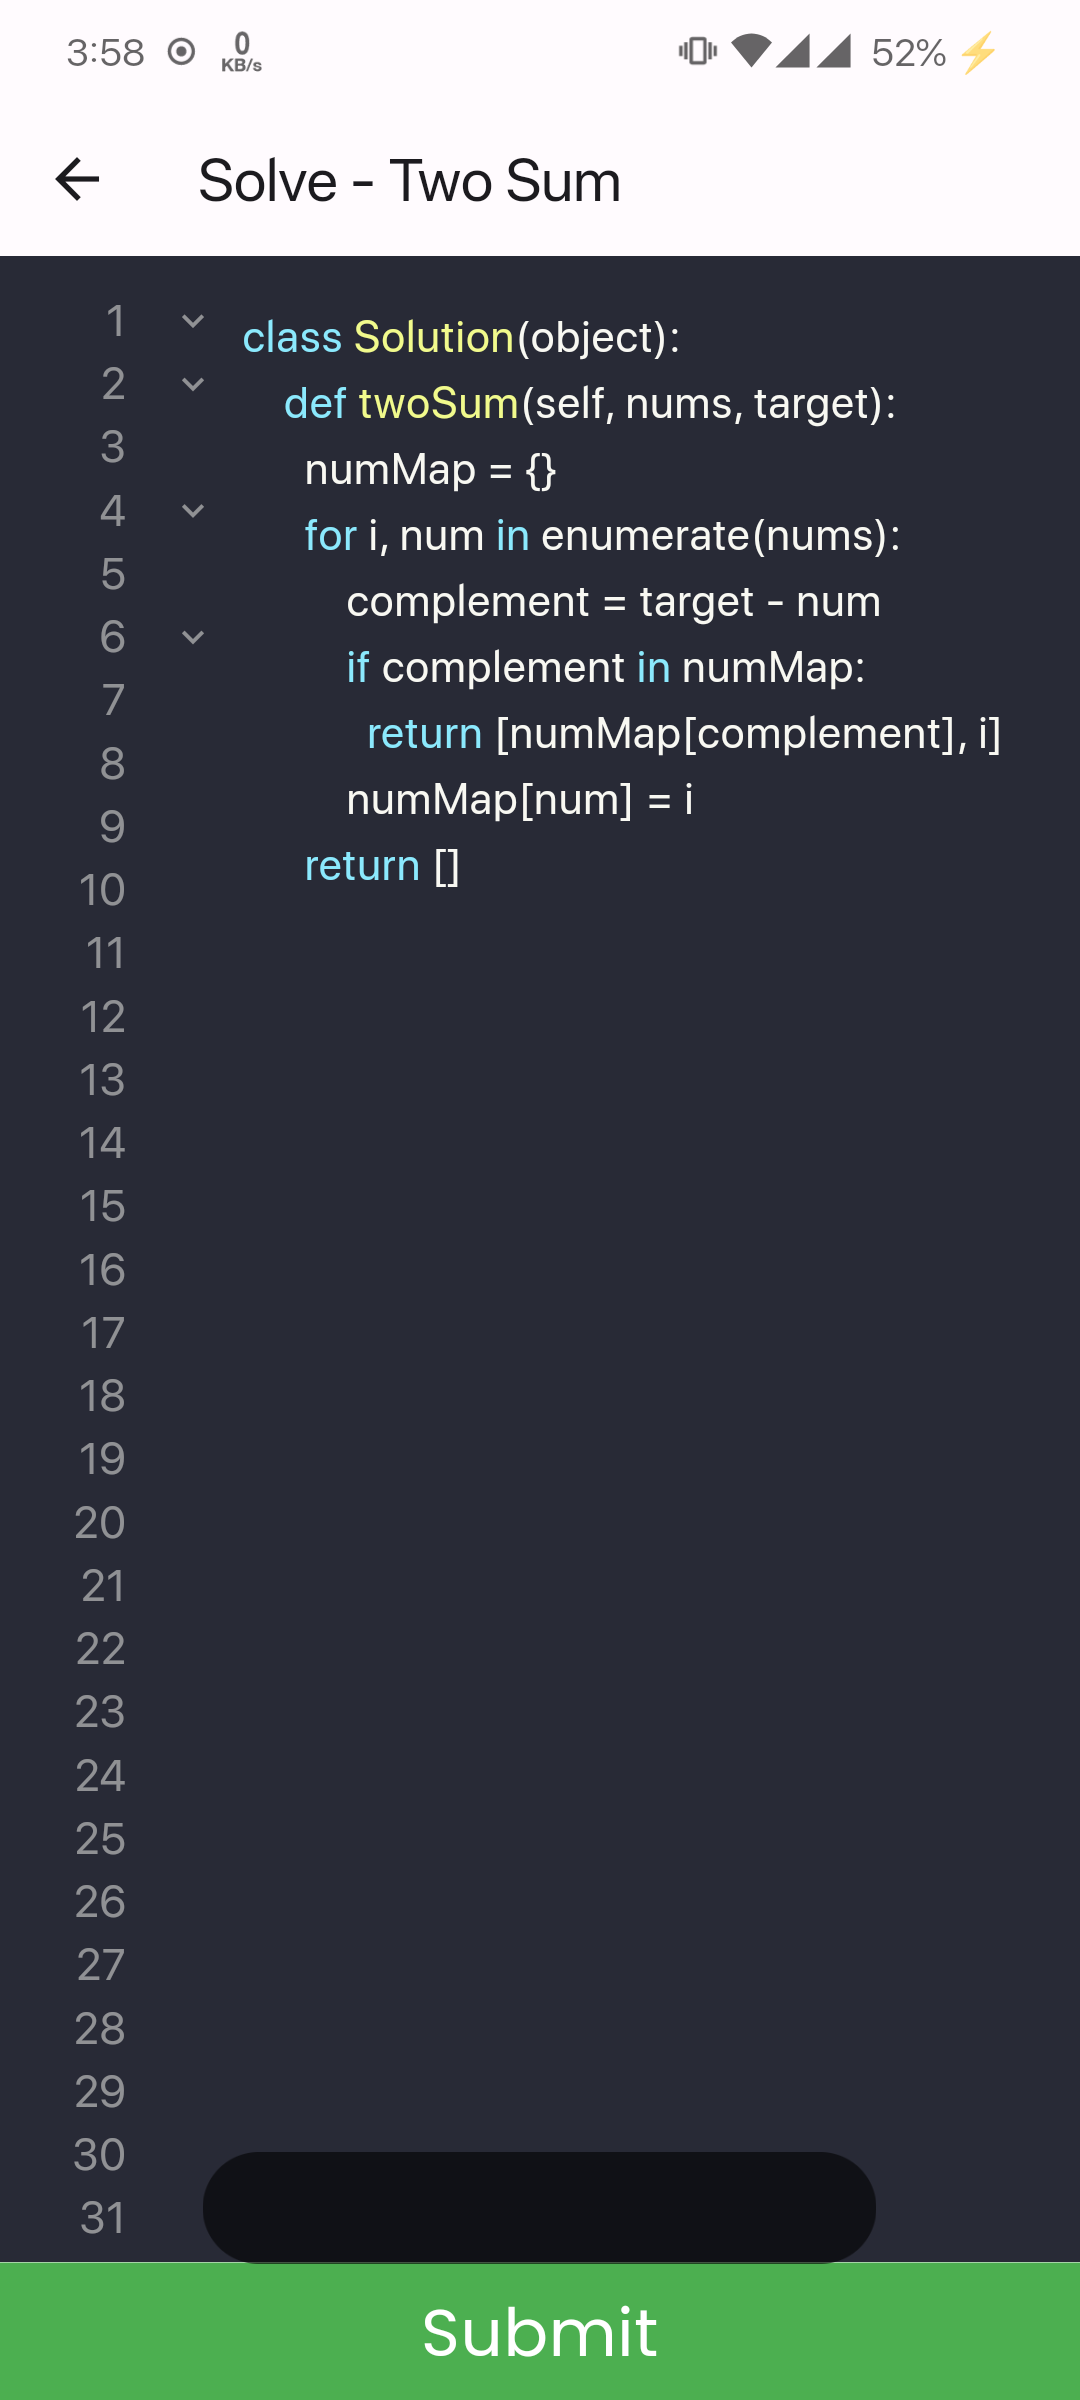 3:58 0 KB/s 52%
Solve - Two Sum
1 class Solution(object):
2 def twoSum(self, nums, target):
3 numMap = {}
4 for i, num in enumerate(nums):
5 complement = target - num
6 if complement in numMap:
7 return [numMap[complement], i]
8 numMap[num] = i
9 return []
10
11
12
13
14
15
16
17
18
19
20
21
22
23
24
25
26
27
28
29
30
31
Submit